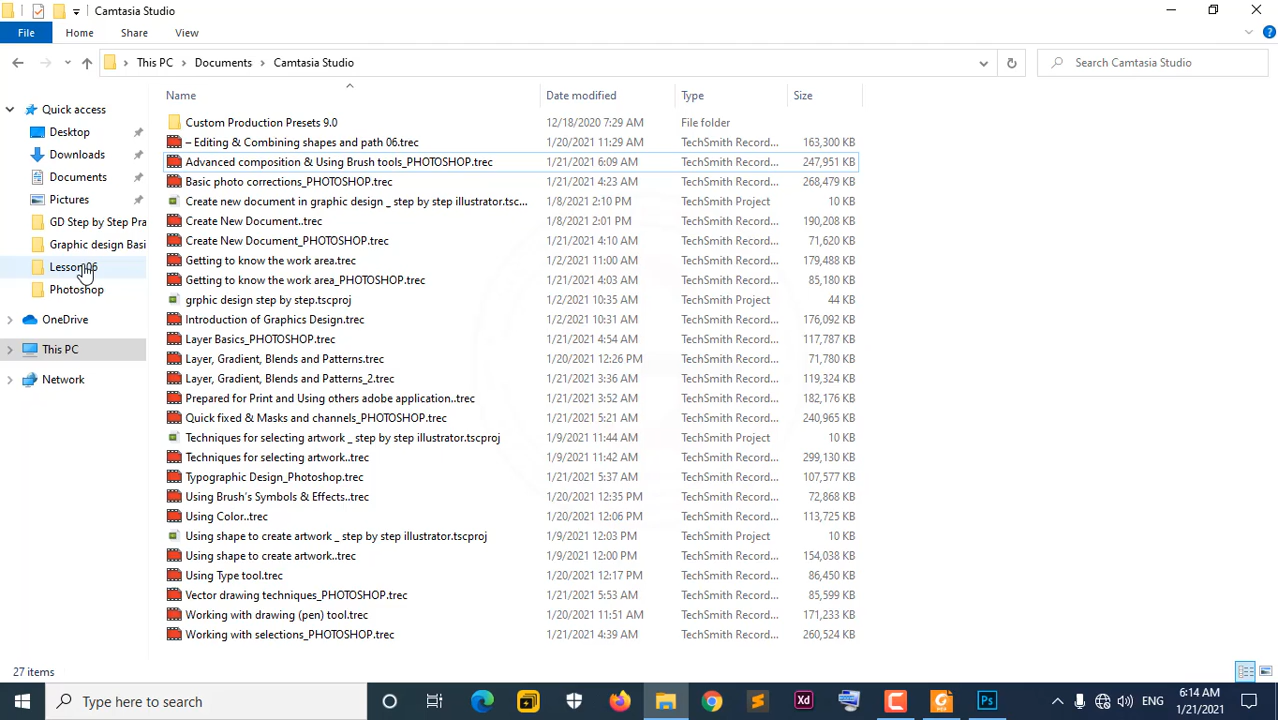 Camtasia Studio
File Home Share View
This PC > Documents > Camtasia Studio
Search Camtasia Studio
Quick access
Desktop
Downloads
Documents
Pictures
GD Step by Step Pra
Graphic design Basi
Lesson 06
Photoshop
OneDrive
This PC
Network
Name Date modified Type Size
Custom Production Presets 9.0 12/18/2020 7:29 AM File folder
– Editing & Combining shapes and path 06.trec 1/20/2021 11:29 AM TechSmith Record... 163,300 KB
Advanced composition & Using Brush tools_PHOTOSHOP.trec 1/21/2021 6:09 AM TechSmith Record... 247,951 KB
Basic photo corrections_PHOTOSHOP.trec 1/21/2021 4:23 AM TechSmith Record... 268,479 KB
Create new document in graphic design _ step by step illustrator.tsc... 1/8/2021 2:10 PM TechSmith Project 10 KB
Create New Document..trec 1/8/2021 2:01 PM TechSmith Record... 190,208 KB
Create New Document_PHOTOSHOP.trec 1/21/2021 4:10 AM TechSmith Record... 71,620 KB
Getting to know the work area.trec 1/2/2021 11:00 AM TechSmith Record... 179,488 KB
Getting to know the work area_PHOTOSHOP.trec 1/21/2021 4:00 AM TechSmith Record... 85,180 KB
grphic design step by step.tscproj 1/2/2021 10:35 AM TechSmith Project 44 KB
Introduction of Graphics Design.trec 1/2/2021 10:31 AM TechSmith Record... 176,092 KB
Layer Basics_PHOTOSHOP.trec 1/21/2021 4:54 AM TechSmith Record... 117,787 KB
Layer, Gradient, Blends and Patterns.trec 1/20/2021 12:26 PM TechSmith Record... 71,780 KB
Layer, Gradient, Blends and Patterns_2.trec 1/21/2021 3:36 AM TechSmith Record... 119,324 KB
Prepared for Print and Using others adobe application..trec 1/21/2021 3:52 AM TechSmith Record... 182,176 KB
Quick fixed & Masks and channels_PHOTOSHOP.trec 1/21/2021 5:21 AM TechSmith Record... 240,965 KB
Techniques for selecting artwork _ step by step illustrator.tscproj 1/9/2021 11:44 AM TechSmith Project 10 KB
Techniques for selecting artwork..trec 1/9/2021 11:42 AM TechSmith Record... 299,130 KB
Typographic Design_Photoshop.trec 1/21/2021 5:37 AM TechSmith Record... 107,577 KB
Using Brush's Symbols & Effects..trec 1/20/2021 12:35 PM TechSmith Record... 72,868 KB
Using Color..trec 1/20/2021 12:06 PM TechSmith Record... 113,725 KB
Using shape to create artwork _ step by step illustrator.tscproj 1/9/2021 12:03 PM TechSmith Project 10 KB
Using shape to create artwork..trec 1/9/2021 12:00 PM TechSmith Record... 154,038 KB
Using Type tool.trec 1/20/2021 12:17 PM TechSmith Record... 86,450 KB
Vector drawing techniques_PHOTOSHOP.trec 1/21/2021 5:53 AM TechSmith Record... 85,599 KB
Working with drawing (pen) tool.trec 1/20/2021 11:51 AM TechSmith Record... 171,233 KB
Working with selections_PHOTOSHOP.trec 1/21/2021 4:39 AM TechSmith Record... 260,524 KB
27 items
Type here to search
Xd
Ps
ENG
6:14 AM
1/21/2021